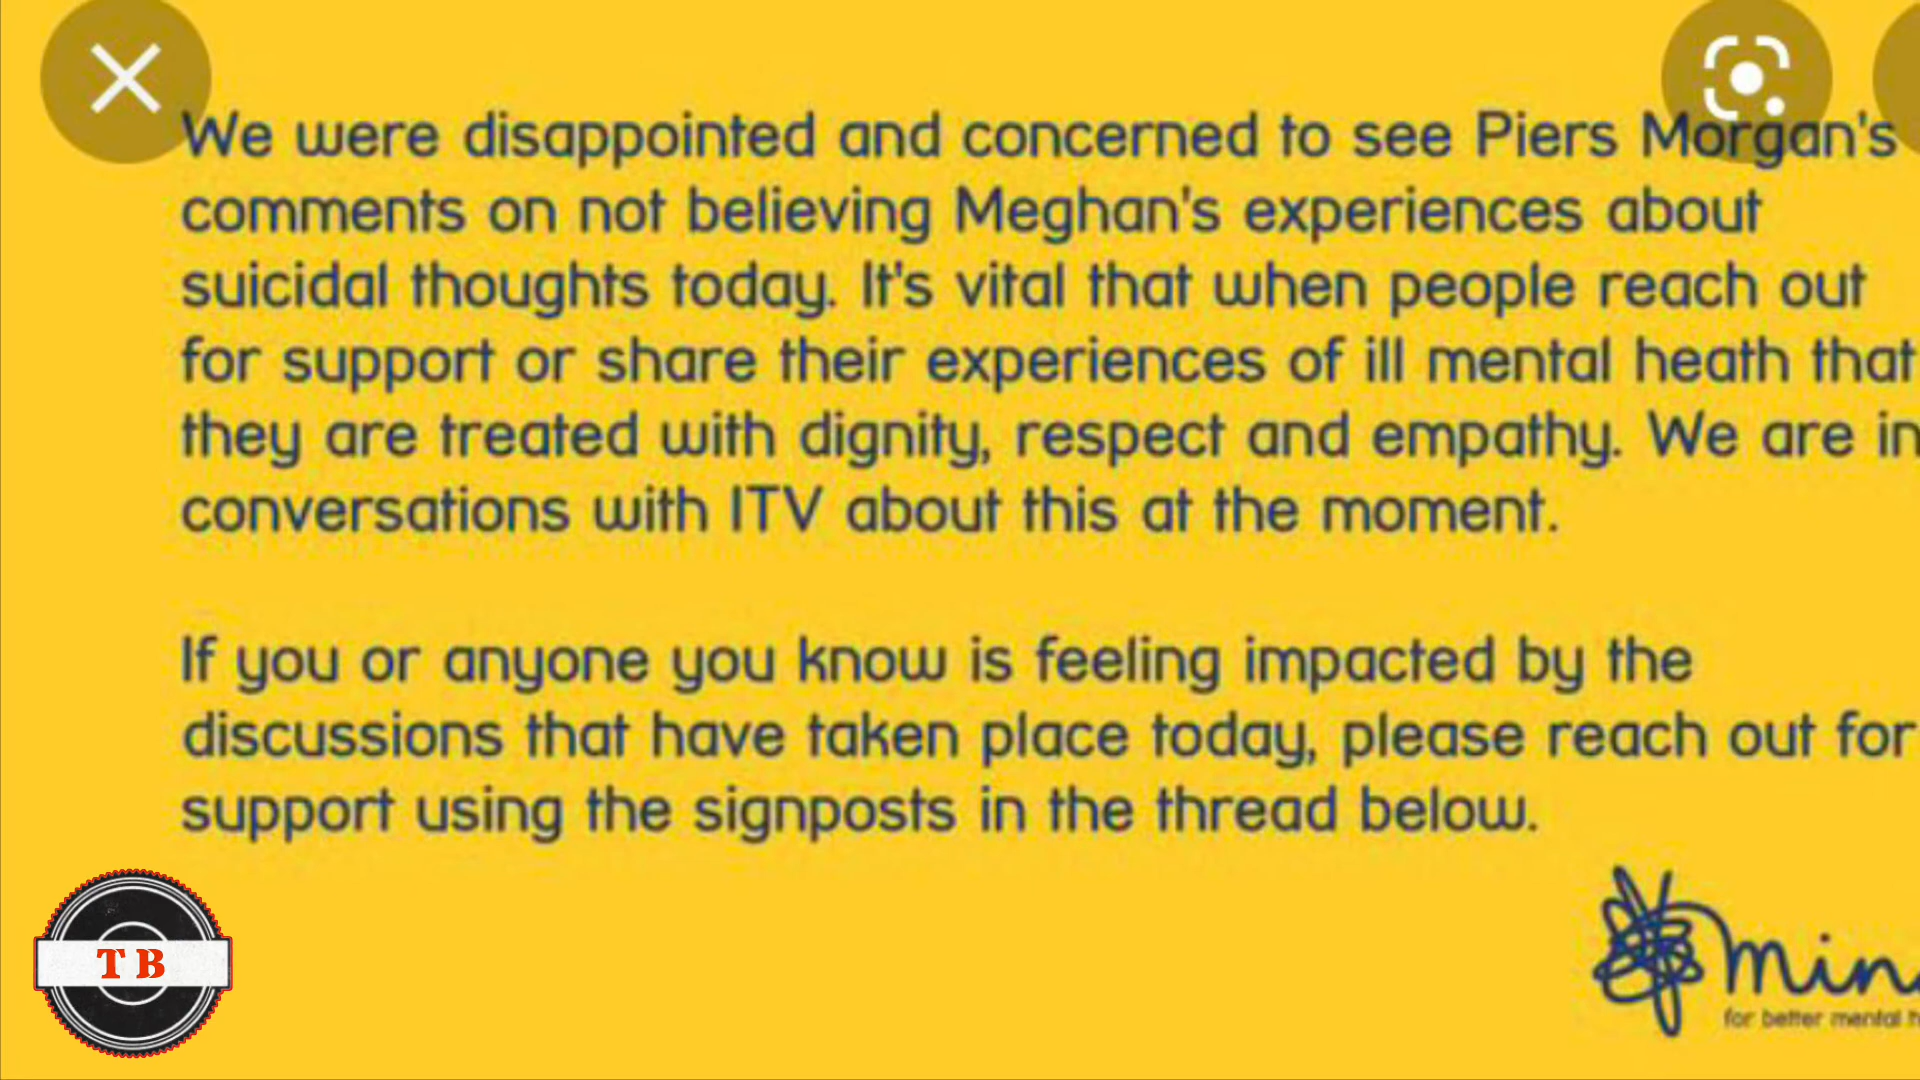 We were disappointed and concerned to see Piers Morgan's
comments on not believing Meghan's experiences about
suicidal thoughts today. It's vital that when people reach out
for support or share their experiences of ill mental heath that
they are treated with dignity, respect and empathy. We are in
conversations with ITV about this at the moment.
If you or anyone you know is feeling impacted by the
discussions that have taken place today, please reach out for
support using the signposts in the thread below.
T B
for better mental